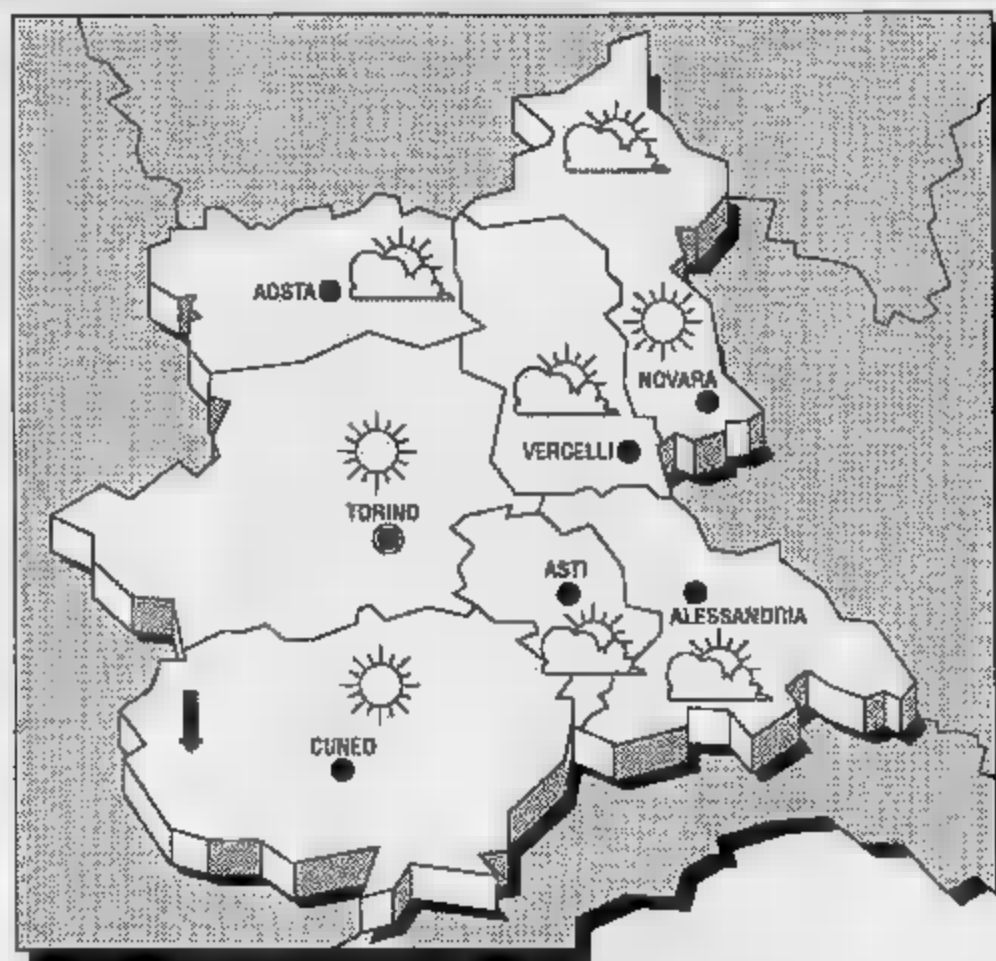 AOSTA
NOVARA
VERCELLI
TORINO
ASTI
ALESSANDRIA
CUNEO